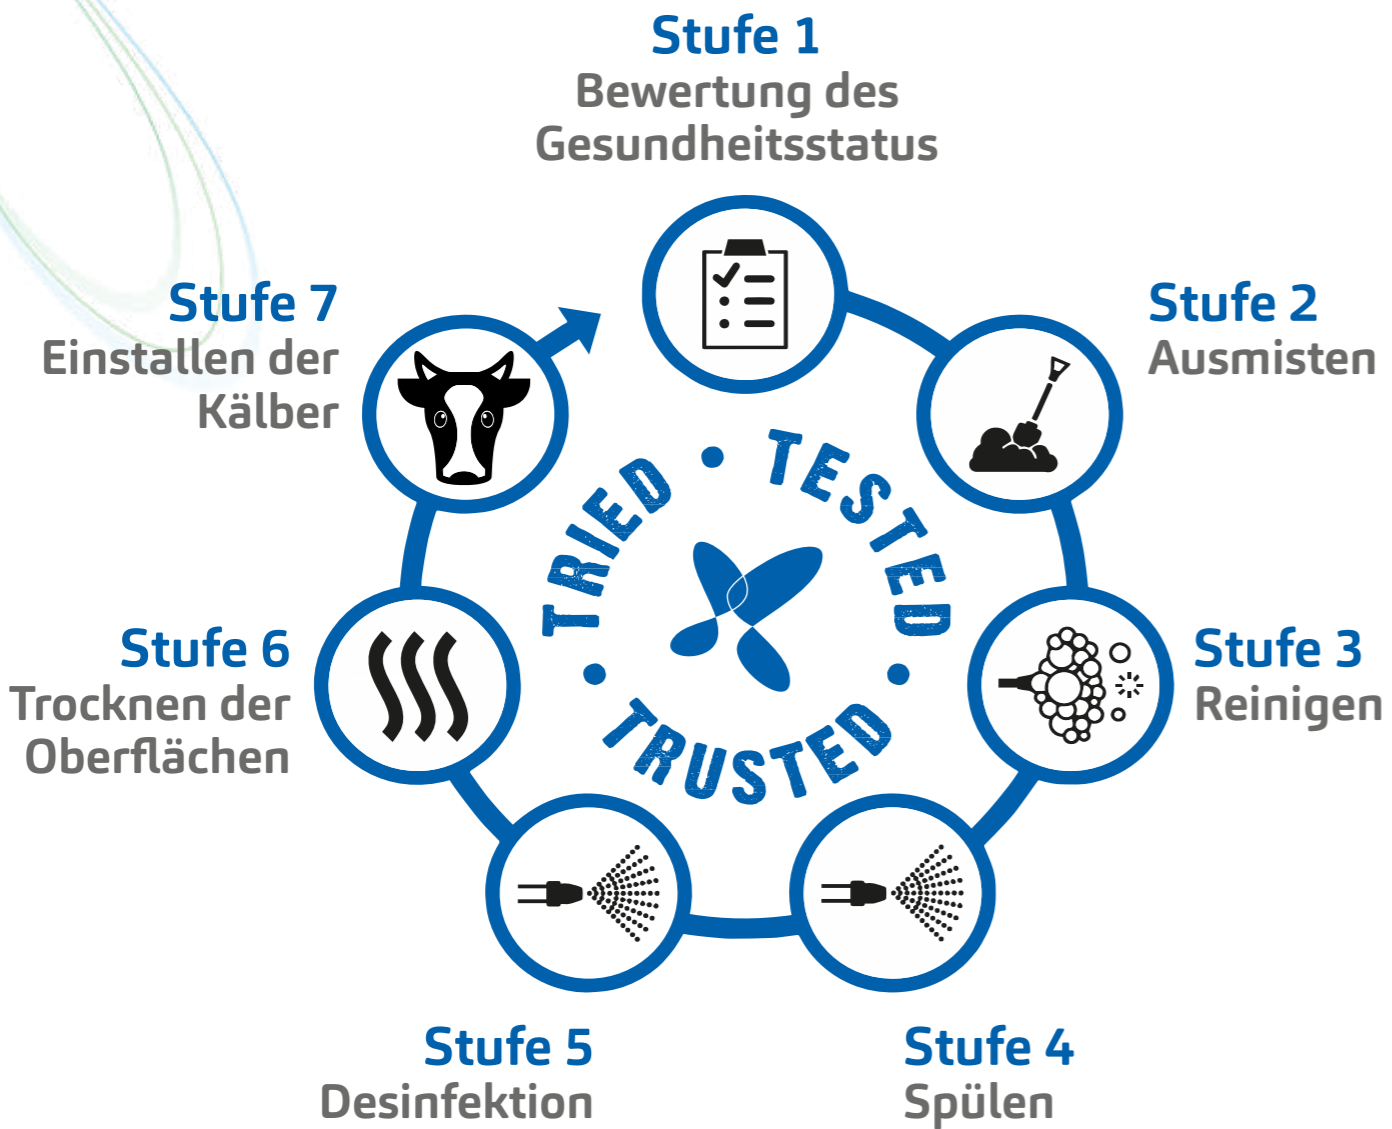 Stufe 1
Bewertung des
Gesundheitsstatus
Stufe 2
Ausmisten
Stufe 3
Reinigen
Stufe 4
Spülen
Stufe 5
Desinfektion
Stufe 6
Trocknen der
Oberflächen
Stufe 7
Einstallen der
Kälber
TRIED • TESTED • TRUSTED •